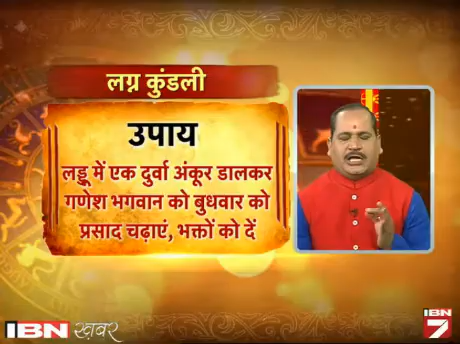 लग्न कुंडली
उपाय
लड्डू में एक दुर्वा अंकूर डालकर
गणेश भगवान को बुधवार को
प्रसाद चढ़ाएं, भक्तों को दें
IBN ख़बर
IBN
7